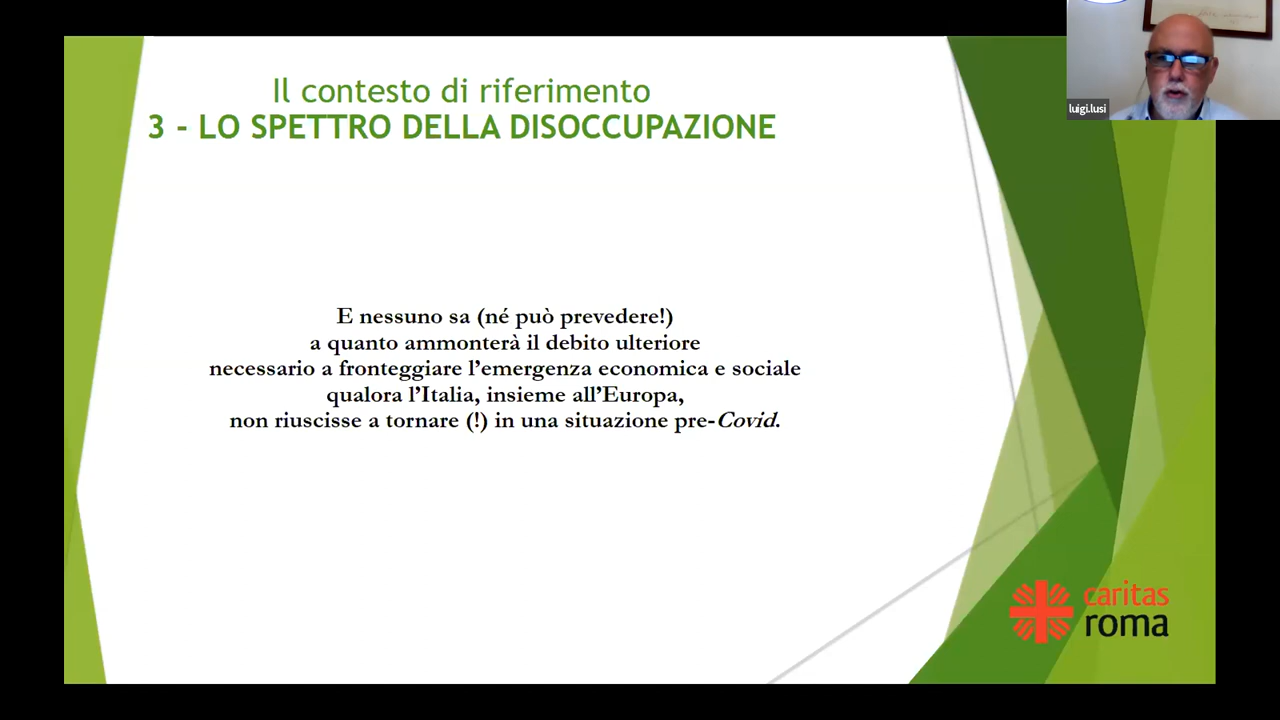 Il contesto di riferimento
3 - LO SPETTRO DELLA DISOCCUPAZIONE
E nessuno sa (né può prevedere!)
a quanto ammonterà il debito ulteriore
necessario a fronteggiare l’emergenza economica e sociale
qualora l’Italia, insieme all’Europa,
non riuscisse a tornare (!) in una situazione pre-Covid.
luigi.lusi
caritas
roma